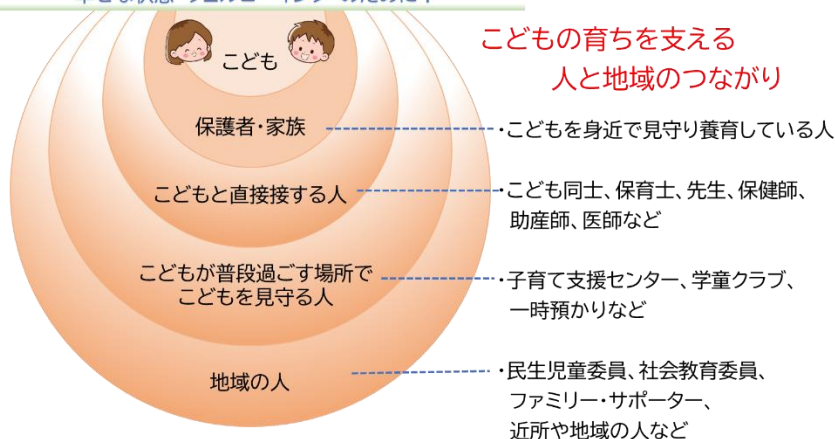 こどもの育ちを支える
人と地域のつながり
こども
保護者・家族
・こどもを身近で見守り養育している人
こどもと直接接する人
・こども同士、保育士、先生、保健師、
助産師、医師など
こどもが普段過ごす場所で
こどもを見守る人
・子育て支援センター、学童クラブ、
一時預かりなど
地域の人
・民生児童委員、社会教育委員、
ファミリー・サポーター、
近所や地域の人など